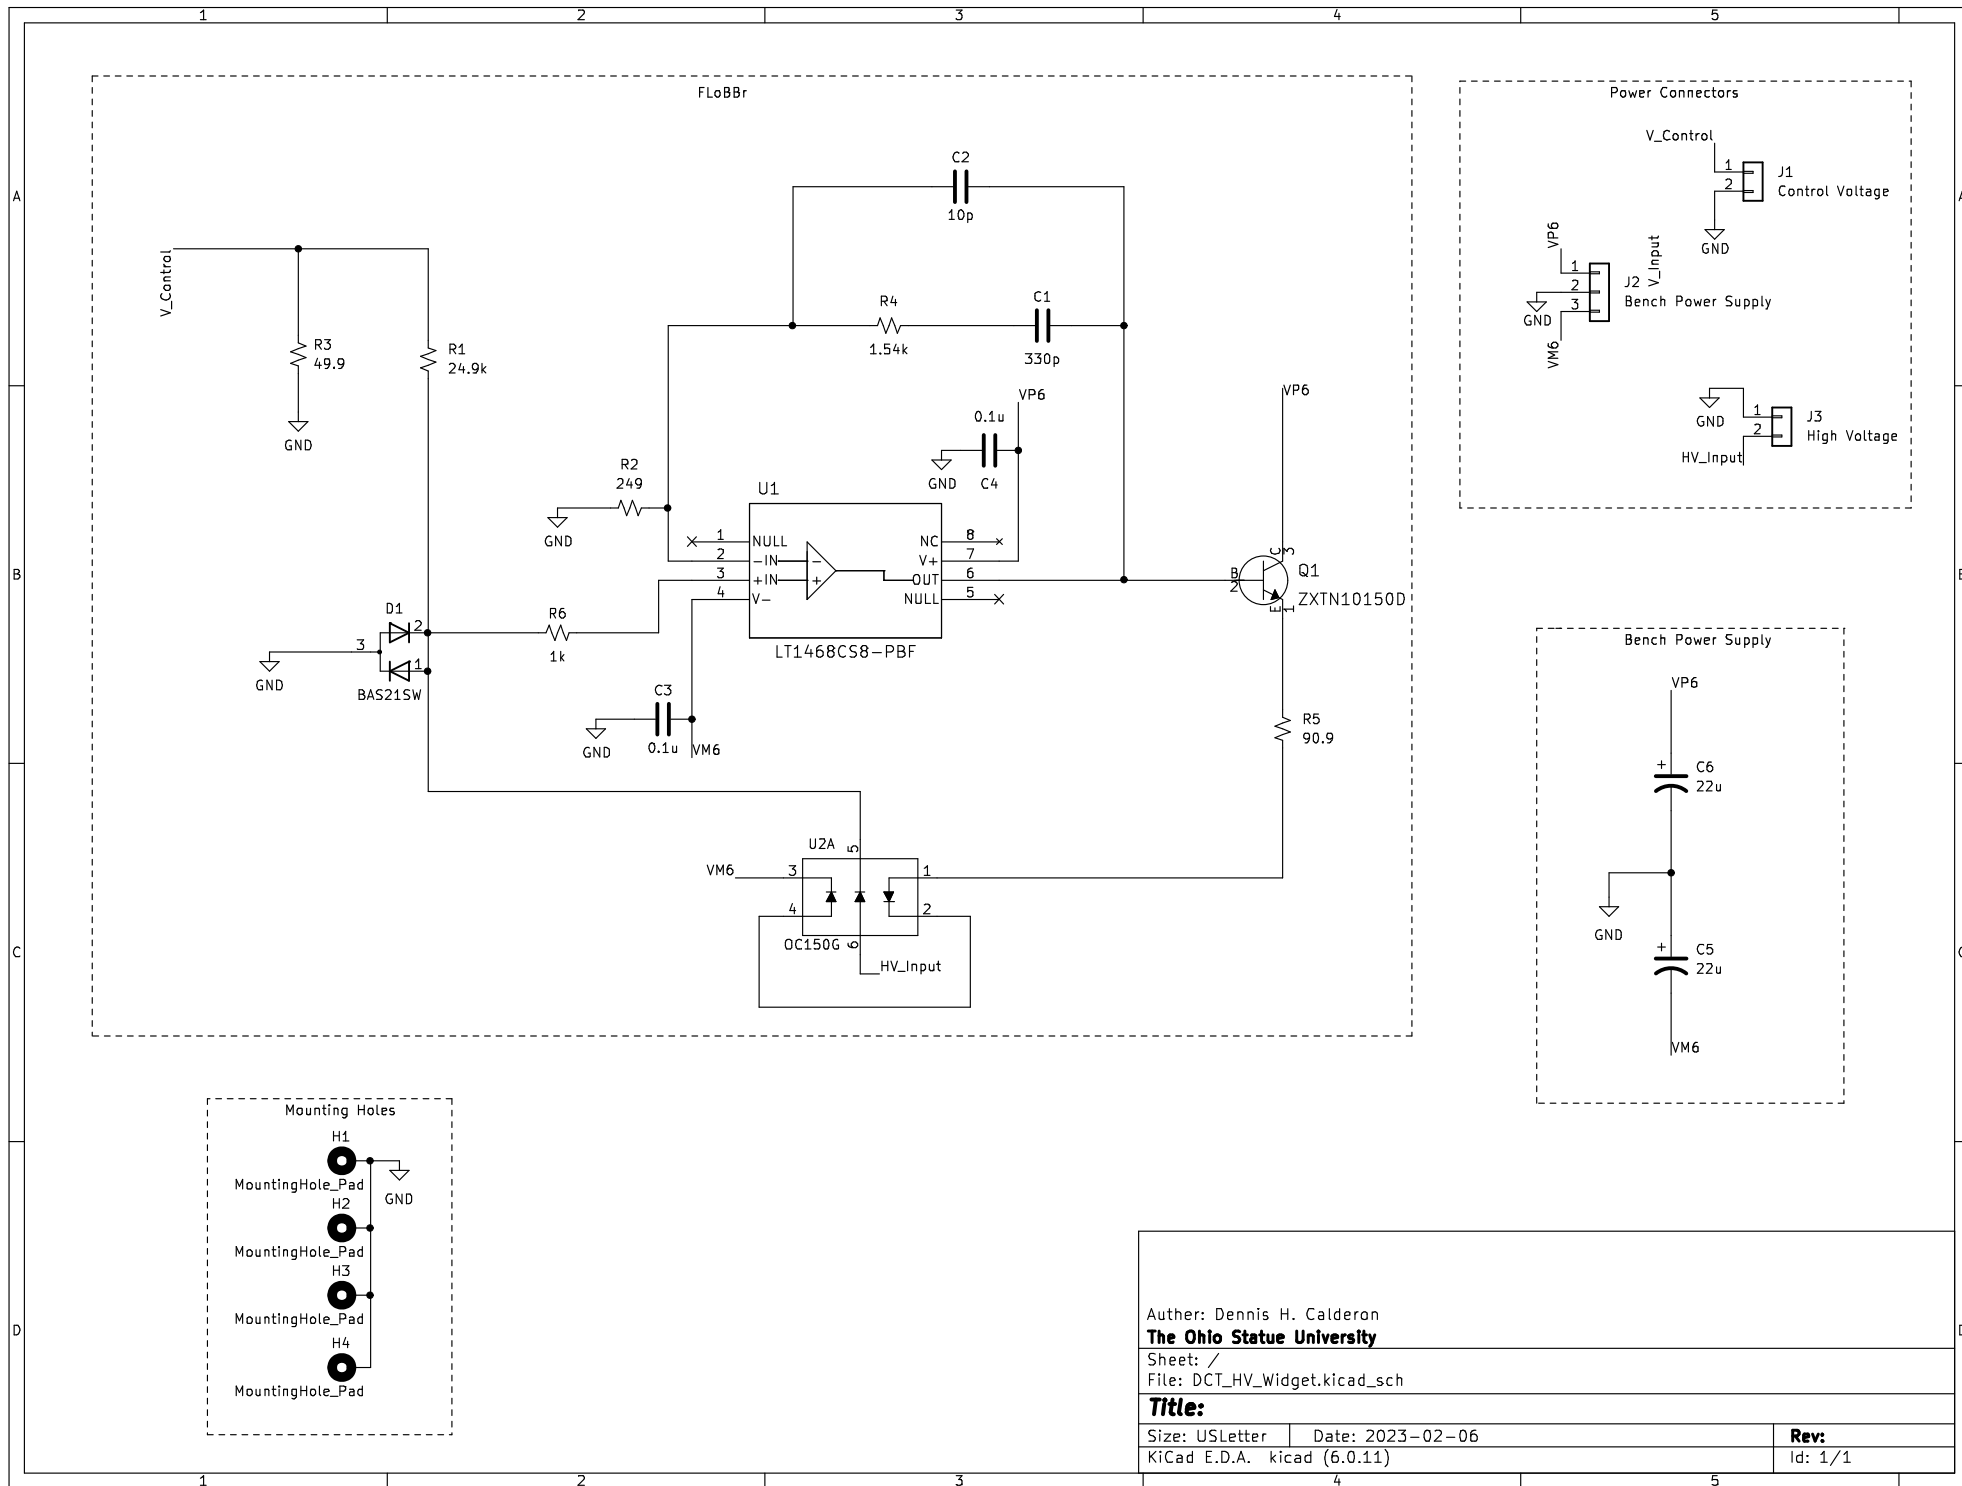 1 2 3 4 5
FLoBBr
Power Connectors
V_Control
1
2
J1
Control Voltage
GND
C2
10p
A
A
VP6
V_Input
1
2
3
J2
Bench Power Supply
GND
VM6
V_Control
R4
1.54k
C1
330p
R3
49.9
R1
24.9k
GND
VP6
0.1u
GND
C4
VP6
GND
1
2
J3
High Voltage
HV_Input
R2
249
GND
U1
1
2
3
4
NULL
-IN
+IN
V-
-
+
NC
V+
OUT
NULL
8
7
6
5
LT1468CS8-PBF
B
B
B
2
C
3
E
1
Q1
ZXTN10150D
D1
2
3
1
GND
BAS21SW
R6
1k
C3
GND
0.1u
VM6
R5
90.9
Bench Power Supply
VP6
+
C6
22u
GND
+
C5
22u
VM6
U2A
5
VM6
3
1
4
2
OC150G
6
HV_Input
C
C
Mounting Holes
H1
MountingHole_Pad
GND
H2
MountingHole_Pad
H3
MountingHole_Pad
H4
MountingHole_Pad
D
D
Auther: Dennis H. Calderon
The Ohio Statue University
Sheet: /
File: DCT_HV_Widget.kicad_sch
Title:
Size: USLetter
Date: 2023-02-06
Rev:
KiCad E.D.A. kicad (6.0.11)
Id: 1/1
1 2 3 4 5